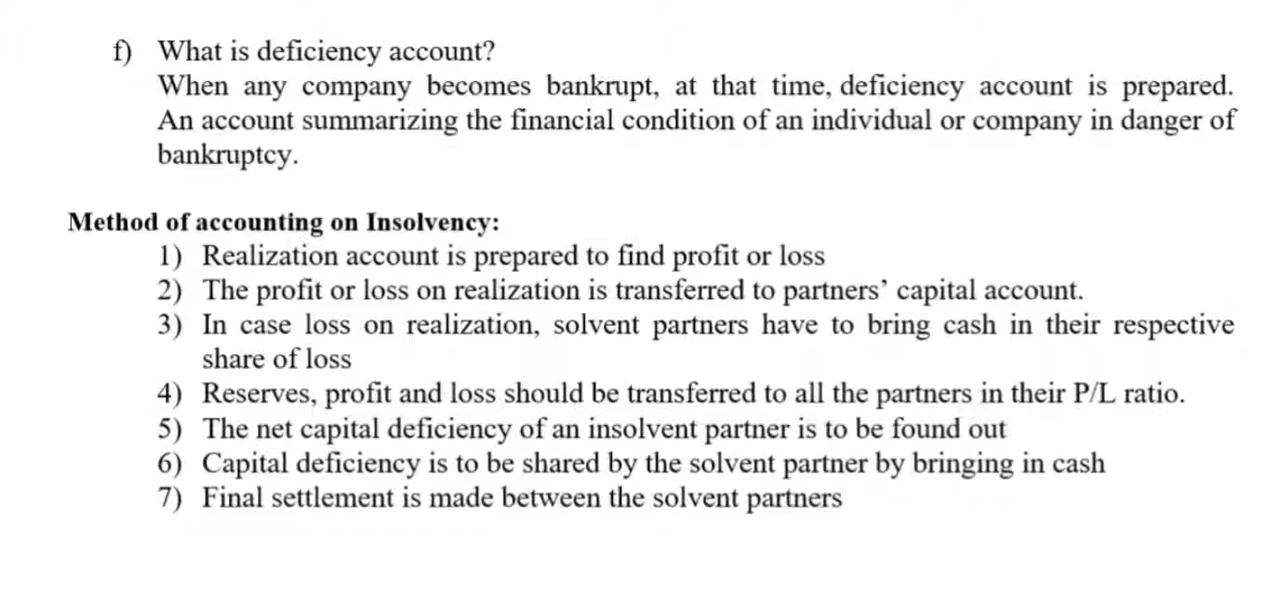 f) What is deficiency account?
When any company becomes bankrupt, at that time, deficiency account is prepared.
An account summarizing the financial condition of an individual or company in danger of
bankruptcy.
Method of accounting on Insolvency:
1) Realization account is prepared to find profit or loss
2) The profit or loss on realization is transferred to partners’ capital account.
3) In case loss on realization, solvent partners have to bring cash in their respective
share of loss
4) Reserves, profit and loss should be transferred to all the partners in their P/L ratio.
5) The net capital deficiency of an insolvent partner is to be found out
6) Capital deficiency is to be shared by the solvent partner by bringing in cash
7) Final settlement is made between the solvent partners